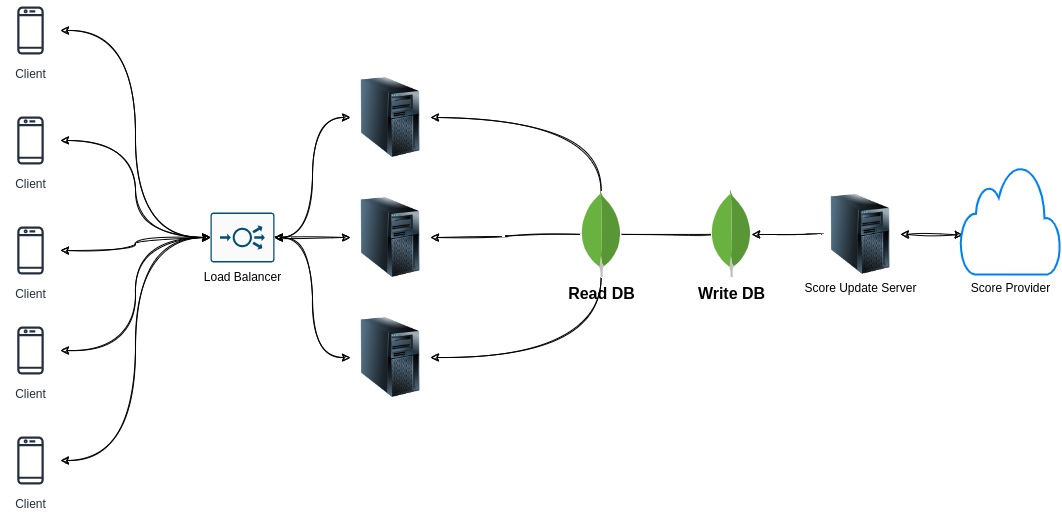 Client
Client
Client
Client
Client
Load Balancer
Read DB
Write DB
Score Update Server
Score Provider